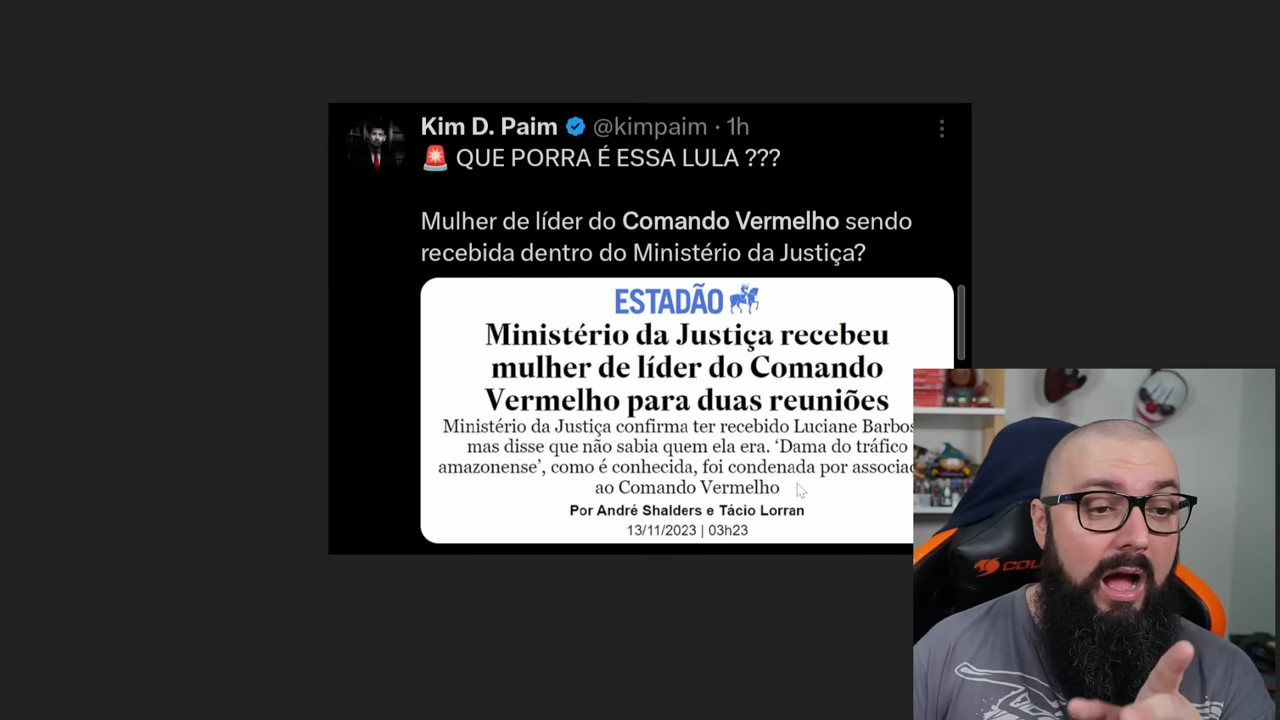 Kim D. Paim @kimpaim · 1h
🚨 QUE PORRA É ESSA LULA ???
Mulher de líder do Comando Vermelho sendo
recebida dentro do Ministério da Justiça?
ESTADÃO
Ministério da Justiça recebeu
mulher de líder do Comando
Vermelho para duas reuniões
Ministério da Justiça confirma ter recebido Luciane Barbos
mas disse que não sabia quem ela era. ‘Dama do tráfico
amazonense’, como é conhecida, foi condenada por associaç
ao Comando Vermelho
Por André Shalders e Tácio Lorran
13/11/2023 | 03h23
COU